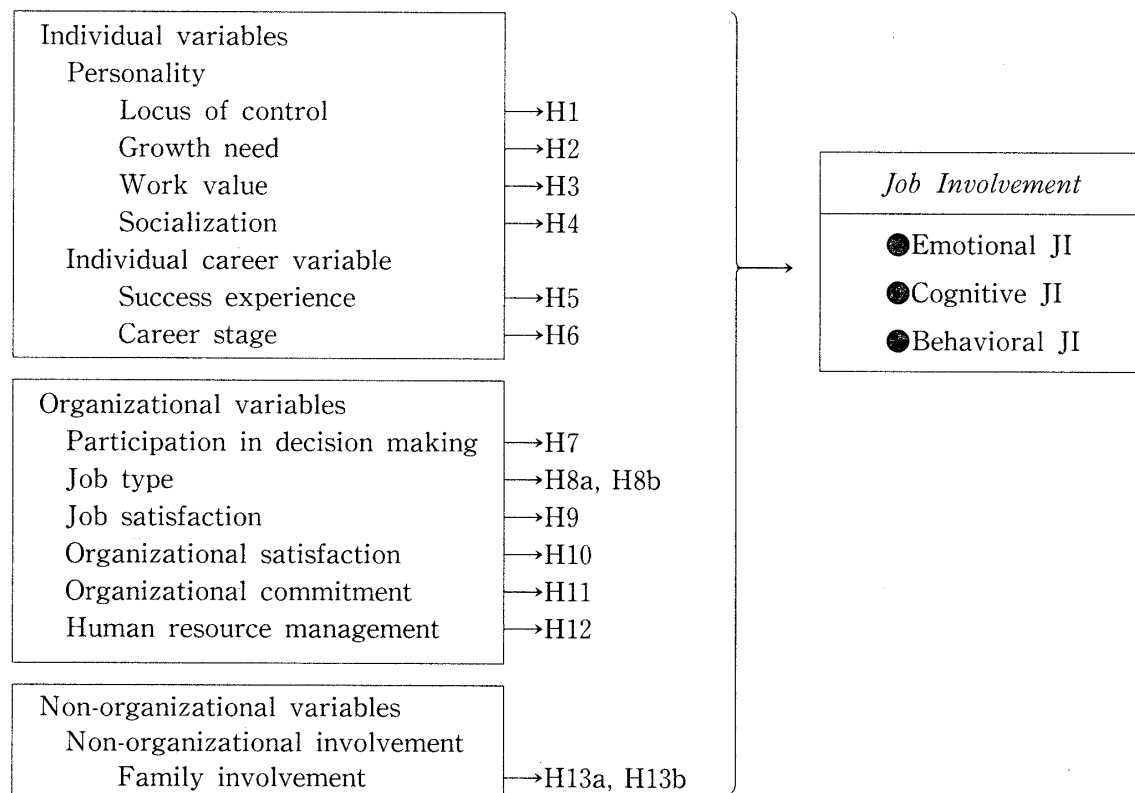 Individual variables
Personality
Locus of control →H1
Growth need →H2
Work value →H3
Socialization →H4
Individual career variable
Success experience →H5
Career stage →H6
Organizational variables
Participation in decision making →H7
Job type →H8a, H8b
Job satisfaction →H9
Organizational satisfaction →H10
Organizational commitment →H11
Human resource management →H12
Non-organizational variables
Non-organizational involvement
Family involvement →H13a, H13b
Job Involvement
●Emotional JI
●Cognitive JI
●Behavioral JI